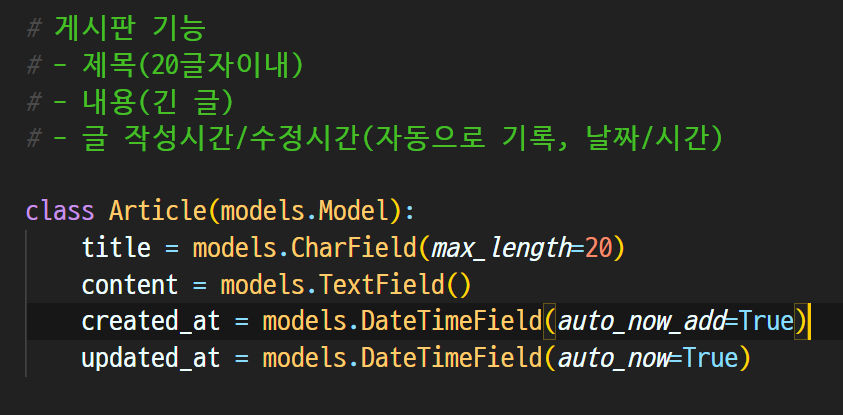 # 게시판 기능
# - 제목(20글자이내)
# - 내용(긴 글)
# - 글 작성시간/수정시간(자동으로 기록, 날짜/시간)
class Article(models.Model):
    title = models.CharField(max_length=20)
    content = models.TextField()
    created_at = models.DateTimeField(auto_now_add=True)
    updated_at = models.DateTimeField(auto_now=True)